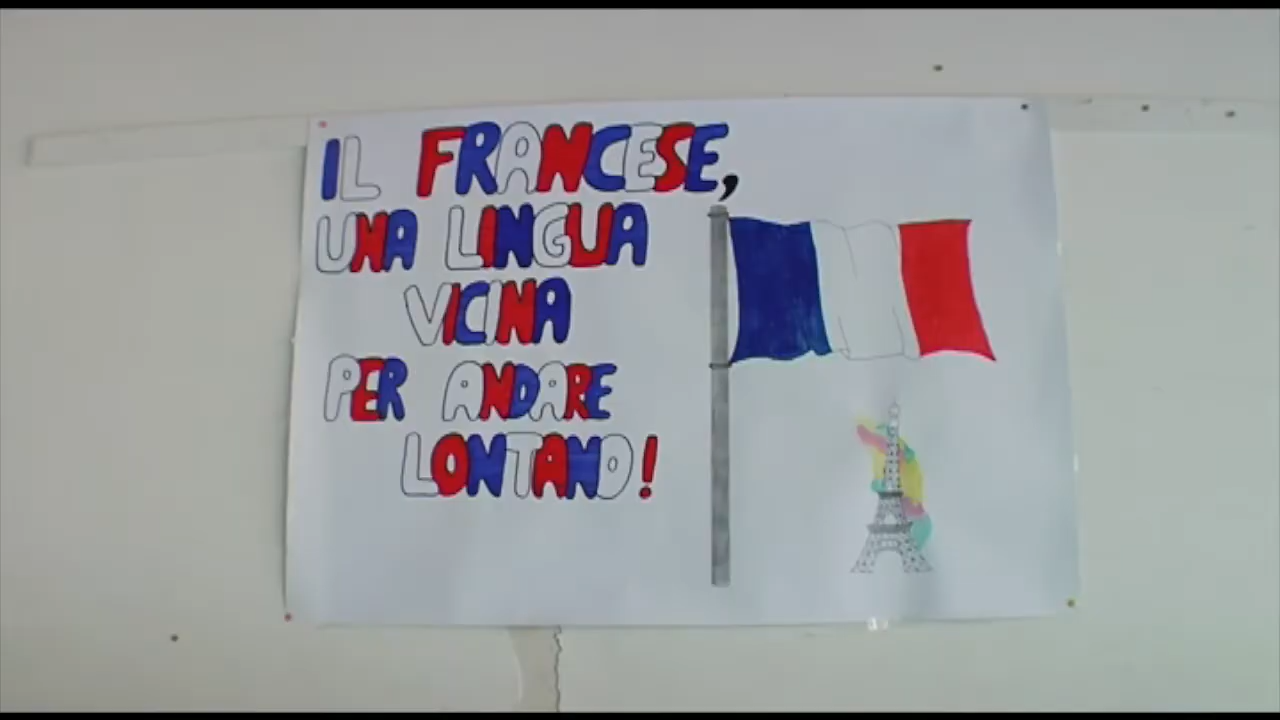 IL FRANCESE,
UNA LINGUA
VICINA
PER ANDARE
LONTANO!